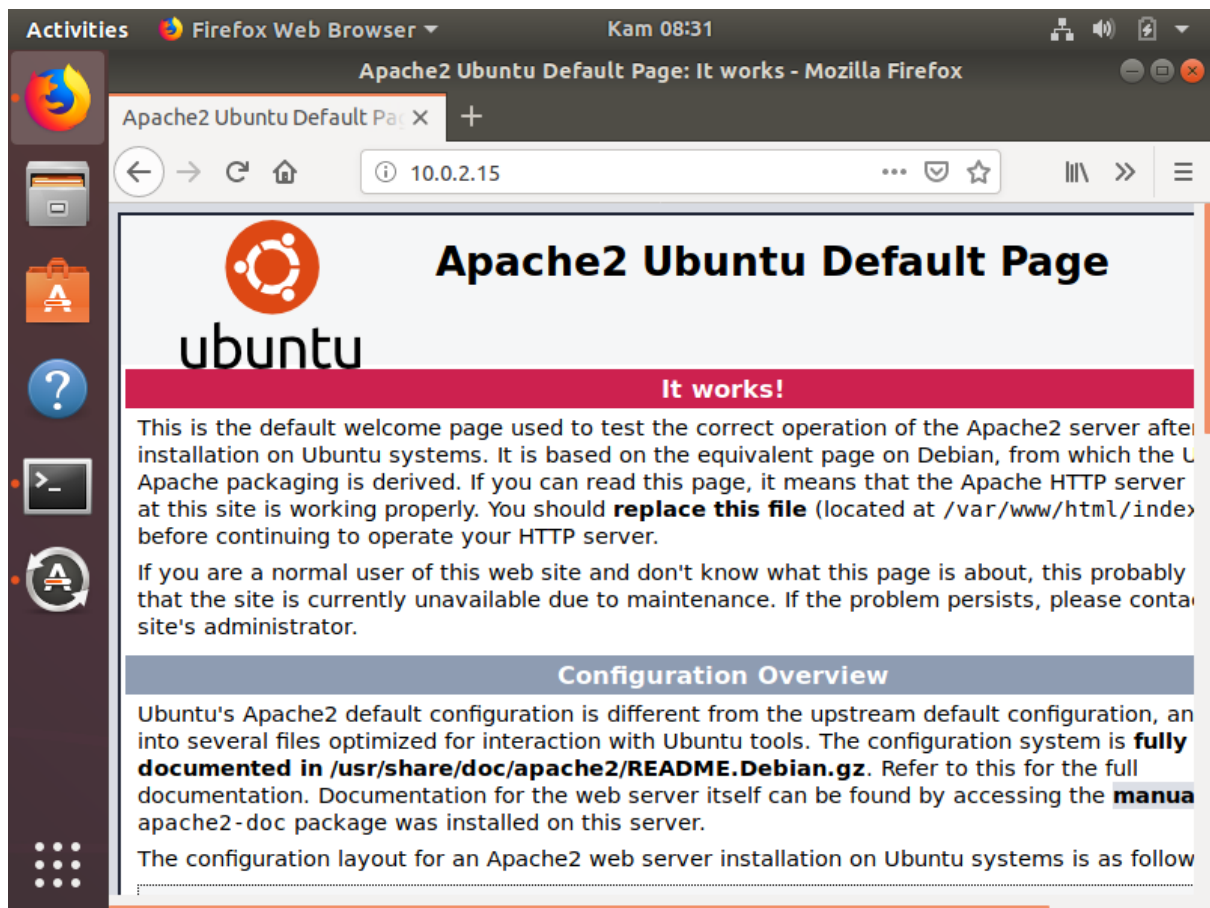 Activities Firefox Web Browser Kam 08:31
Apache2 Ubuntu Default Page: It works - Mozilla Firefox
Apache2 Ubuntu Default Pag
10.0.2.15
ubuntu
Apache2 Ubuntu Default Page
It works!
This is the default welcome page used to test the correct operation of the Apache2 server after
installation on Ubuntu systems. It is based on the equivalent page on Debian, from which the U
Apache packaging is derived. If you can read this page, it means that the Apache HTTP server
at this site is working properly. You should replace this file (located at /var/www/html/index
before continuing to operate your HTTP server.
If you are a normal user of this web site and don't know what this page is about, this probably
that the site is currently unavailable due to maintenance. If the problem persists, please conta
site's administrator.
Configuration Overview
Ubuntu's Apache2 default configuration is different from the upstream default configuration, an
into several files optimized for interaction with Ubuntu tools. The configuration system is fully
documented in /usr/share/doc/apache2/README.Debian.gz. Refer to this for the full
documentation. Documentation for the web server itself can be found by accessing the manua
apache2-doc package was installed on this server.
The configuration layout for an Apache2 web server installation on Ubuntu systems is as follow